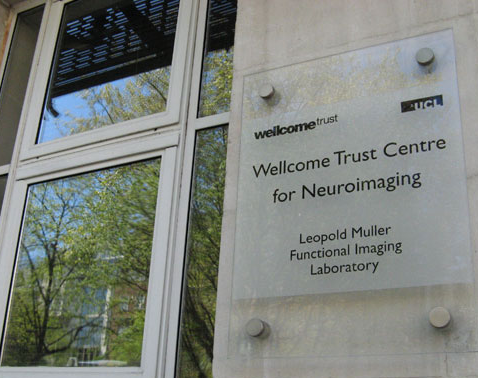 wellcometrust
UCL
Wellcome Trust Centre
for Neuroimaging
Leopold Muller
Functional Imaging
Laboratory